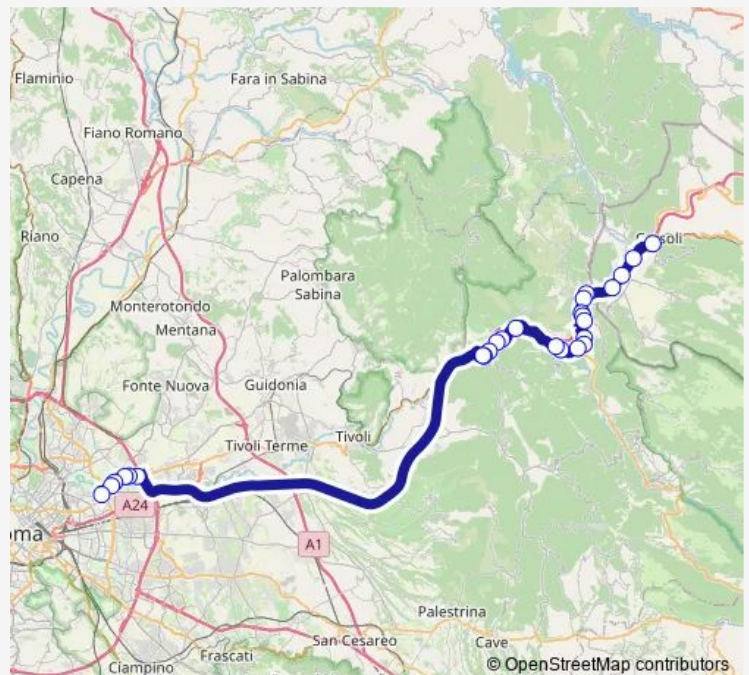 Flaminio
Fara in Sabina
Fiano Romano
Capena
Riano
Palombara
Sabina
Monterotondo
Mentana
Fonte Nuova
Guidonia
Tivoli Terme
Tivoli
A24
oma
A1
Palestrina
San Cesareo
Cave
Frascati
Ciampino
© OpenStreetMap contributors